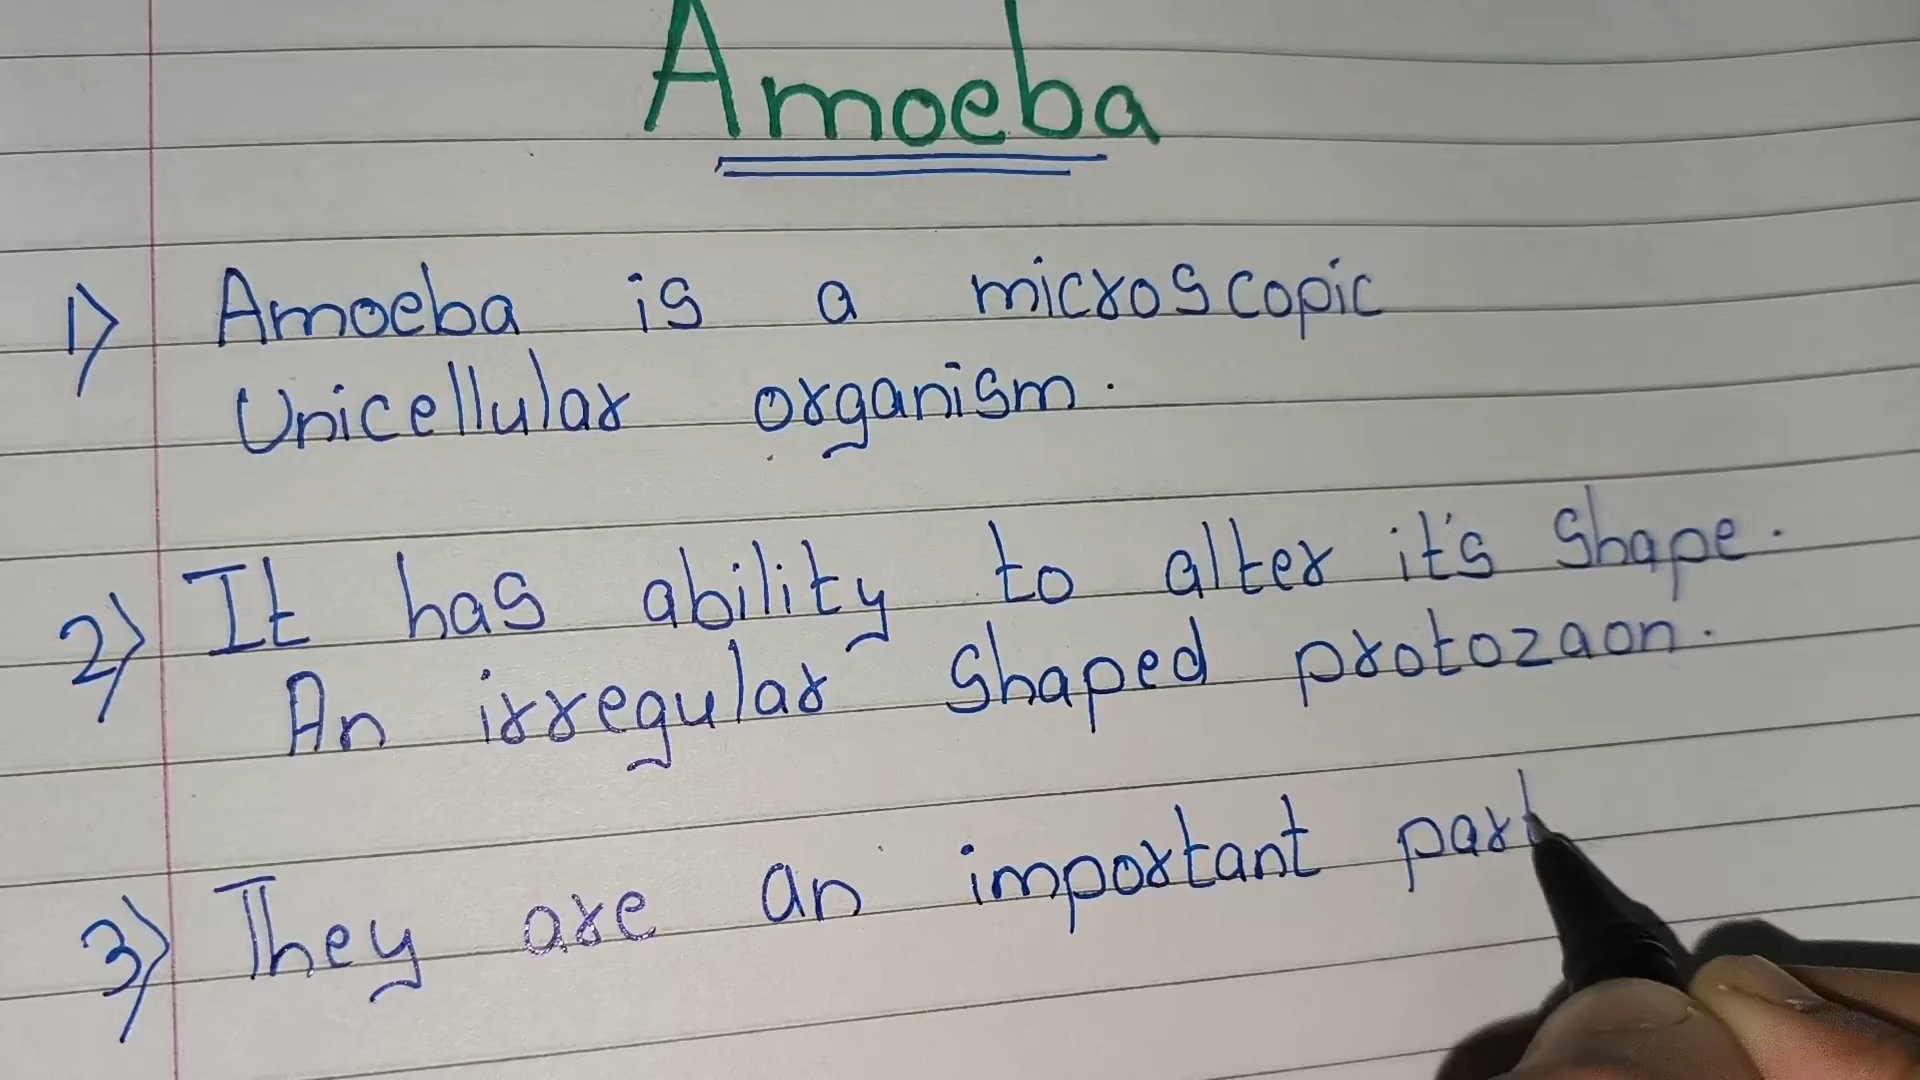 Amoeba
1) Amoeba is a microscopic
Unicellular organism.
2) It has ability to alter it's shape.
An irregular shaped protozaon.
3) They are an important part